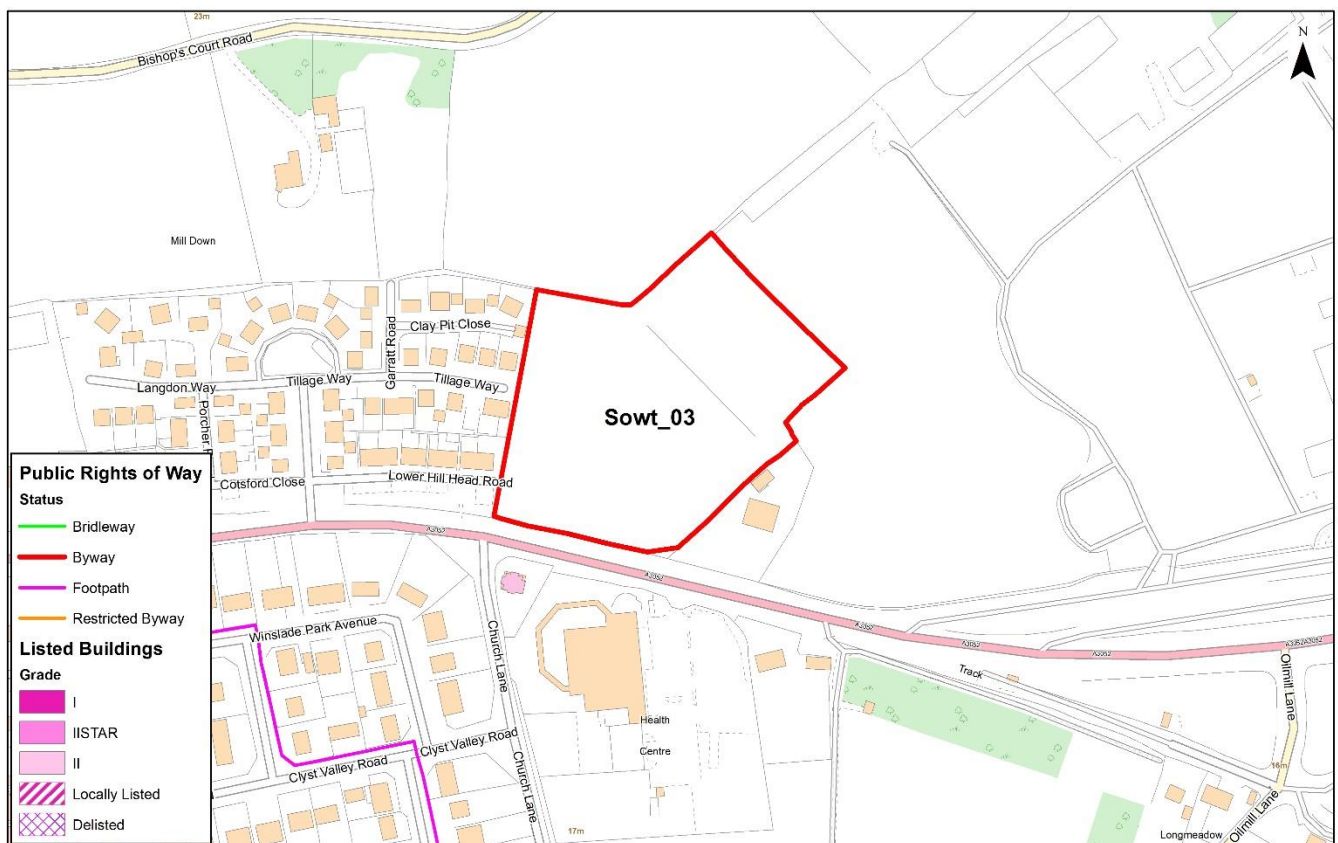 23m
Bishop's Court Road
N
Mill Down
Clay Pit Close
Garratt Road
Langdon Way
Tillage Way
Tillage Way
Sowt_03
Lower Hill Head Road
Cotsford Close
A3052
A3052
A3052
A3052
A3052A3052
Public Rights of Way
Status
Bridleway
Byway
Footpath
Restricted Byway
Listed Buildings
Grade
I
IISTAR
II
Locally Listed
Delisted
Winslade Park Avenue
Church Lane
Clyst Valley Road
Clyst Valley Road
Church Lane
Health
Centre
Track
Oilmill Lane
16m
Oilmill Lane
17m
Longmeadow